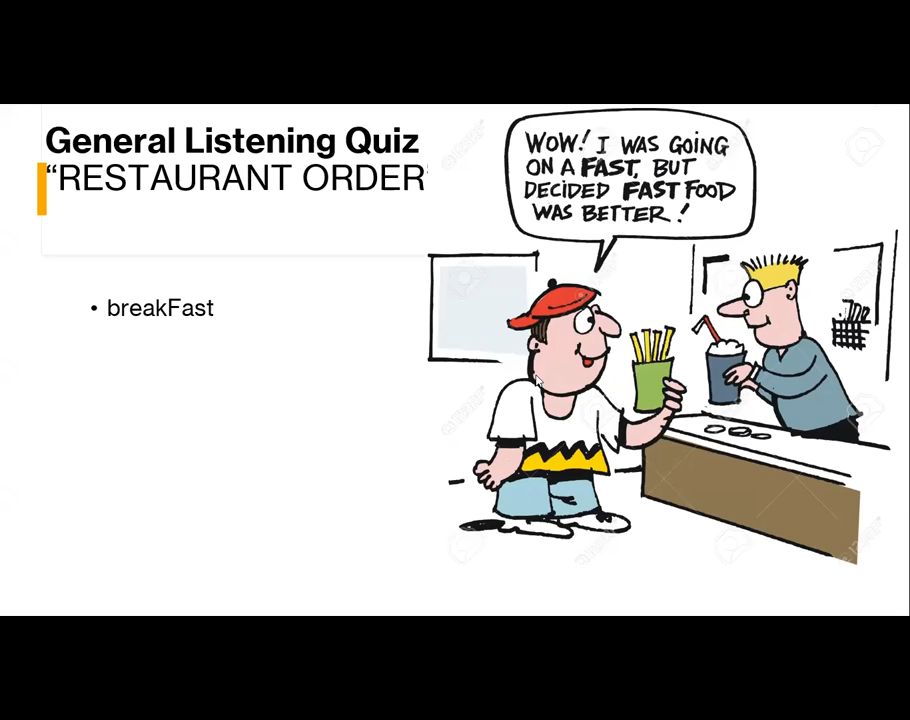 General Listening Quiz
“RESTAURANT ORDER
• breakFast
WOW! I WAS GOING
ON A FAST, BUT
DECIDED FAST FOOD
WAS BETTER!